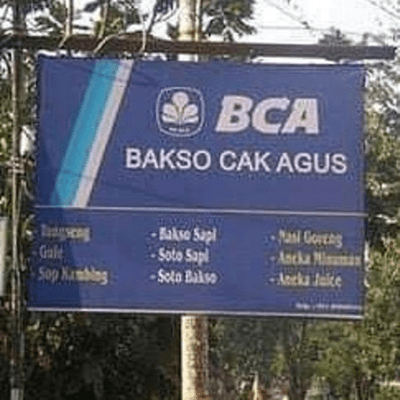 BCA
BAKSO CAK AGUS
- Tongseng
- Gule
- Sop Kambing
- Bakso Sapi
- Soto Sapi
- Soto Bakso
- Nasi Goreng
- Aneka Minuman
- Aneka Juice